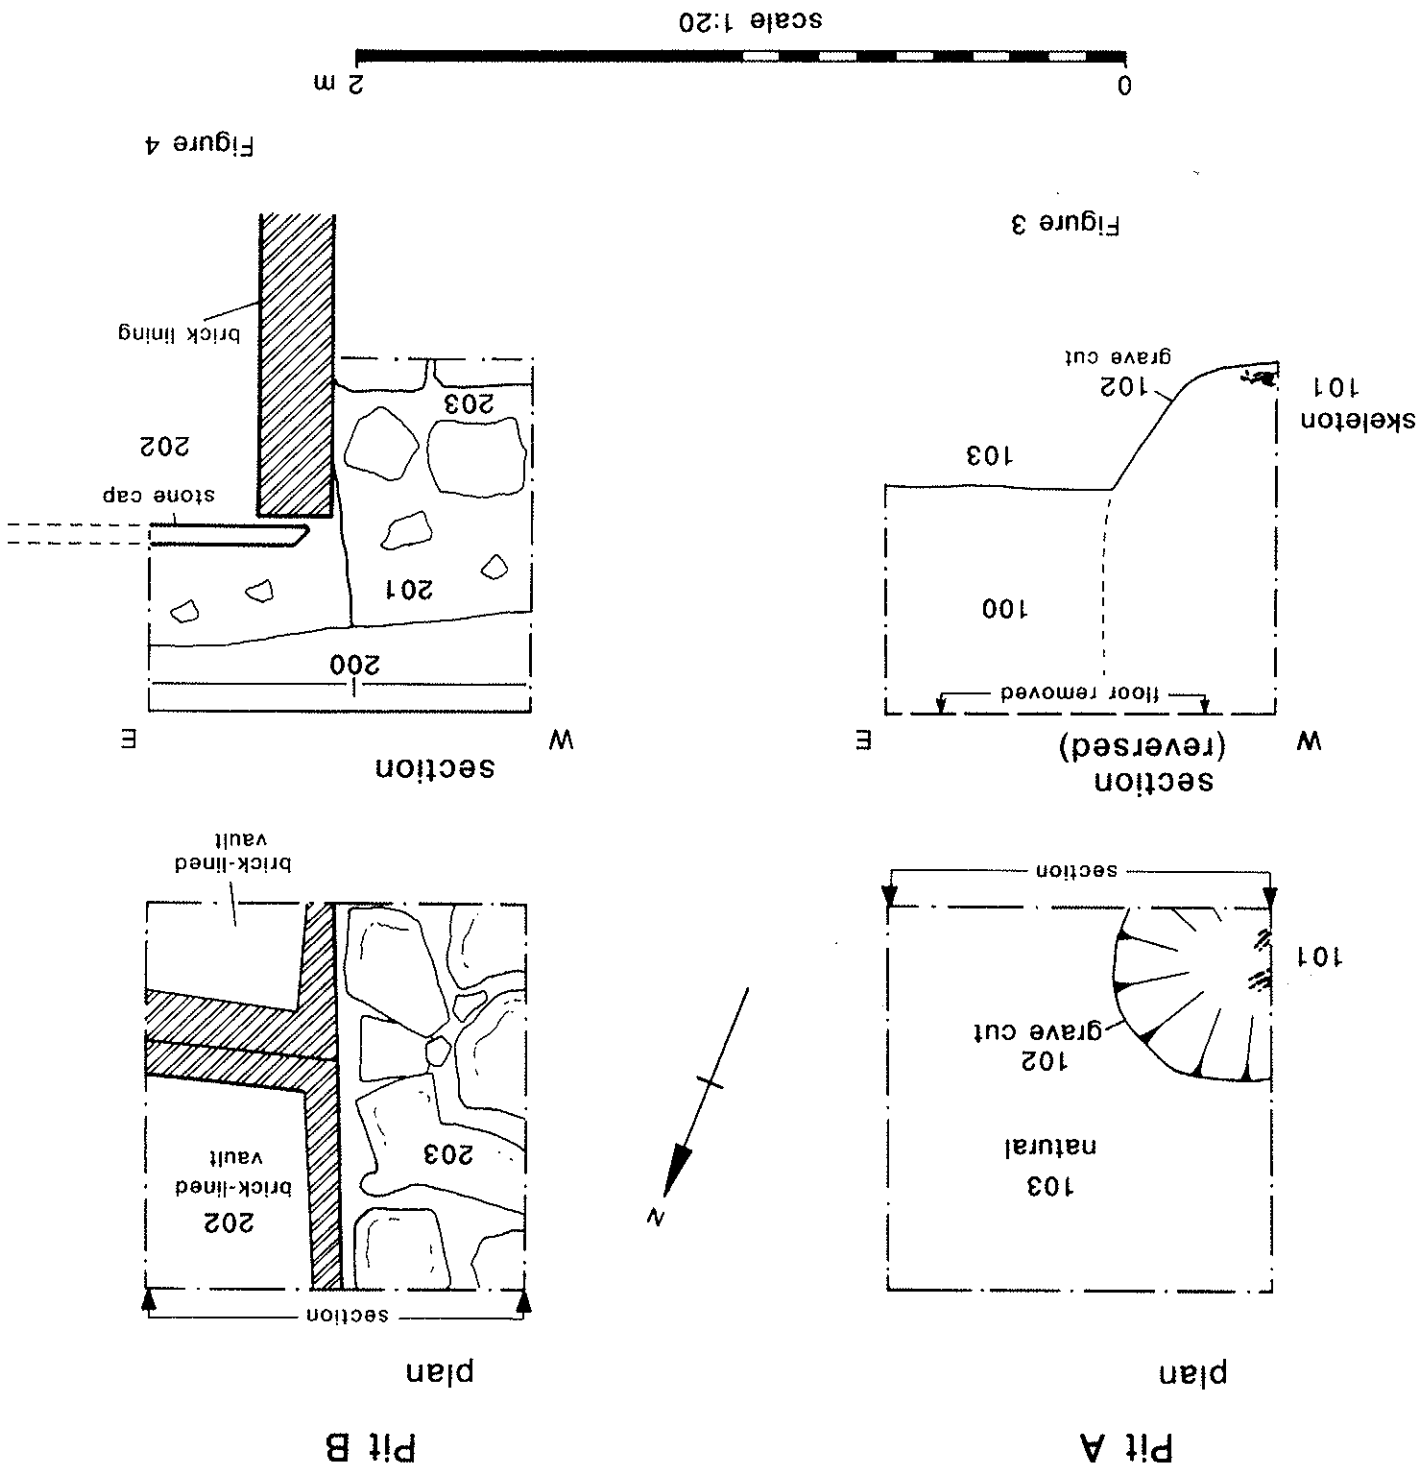 Pit A
plan
103
natural
102
grave cut
101
section
section
(reversed)
W
E
floor removed
100
103
102
grave cut
skeleton
101
Figure 3
N
Pit B
plan
section
202
brick-lined
vault
203
brick-lined
vault
section
W
E
200
201
stone cap
202
203
brick lining
Figure 4
0
2 m
scale 1:20